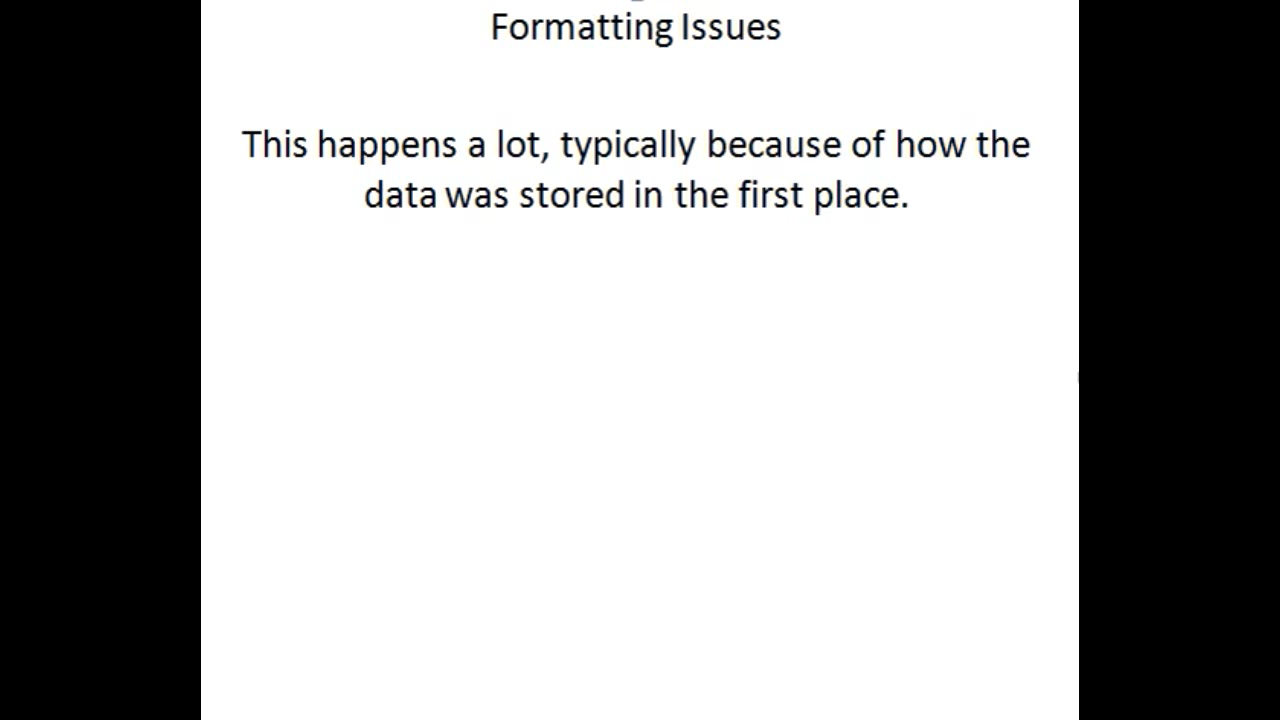 Formatting Issues
This happens a lot, typically because of how the
data was stored in the first place.